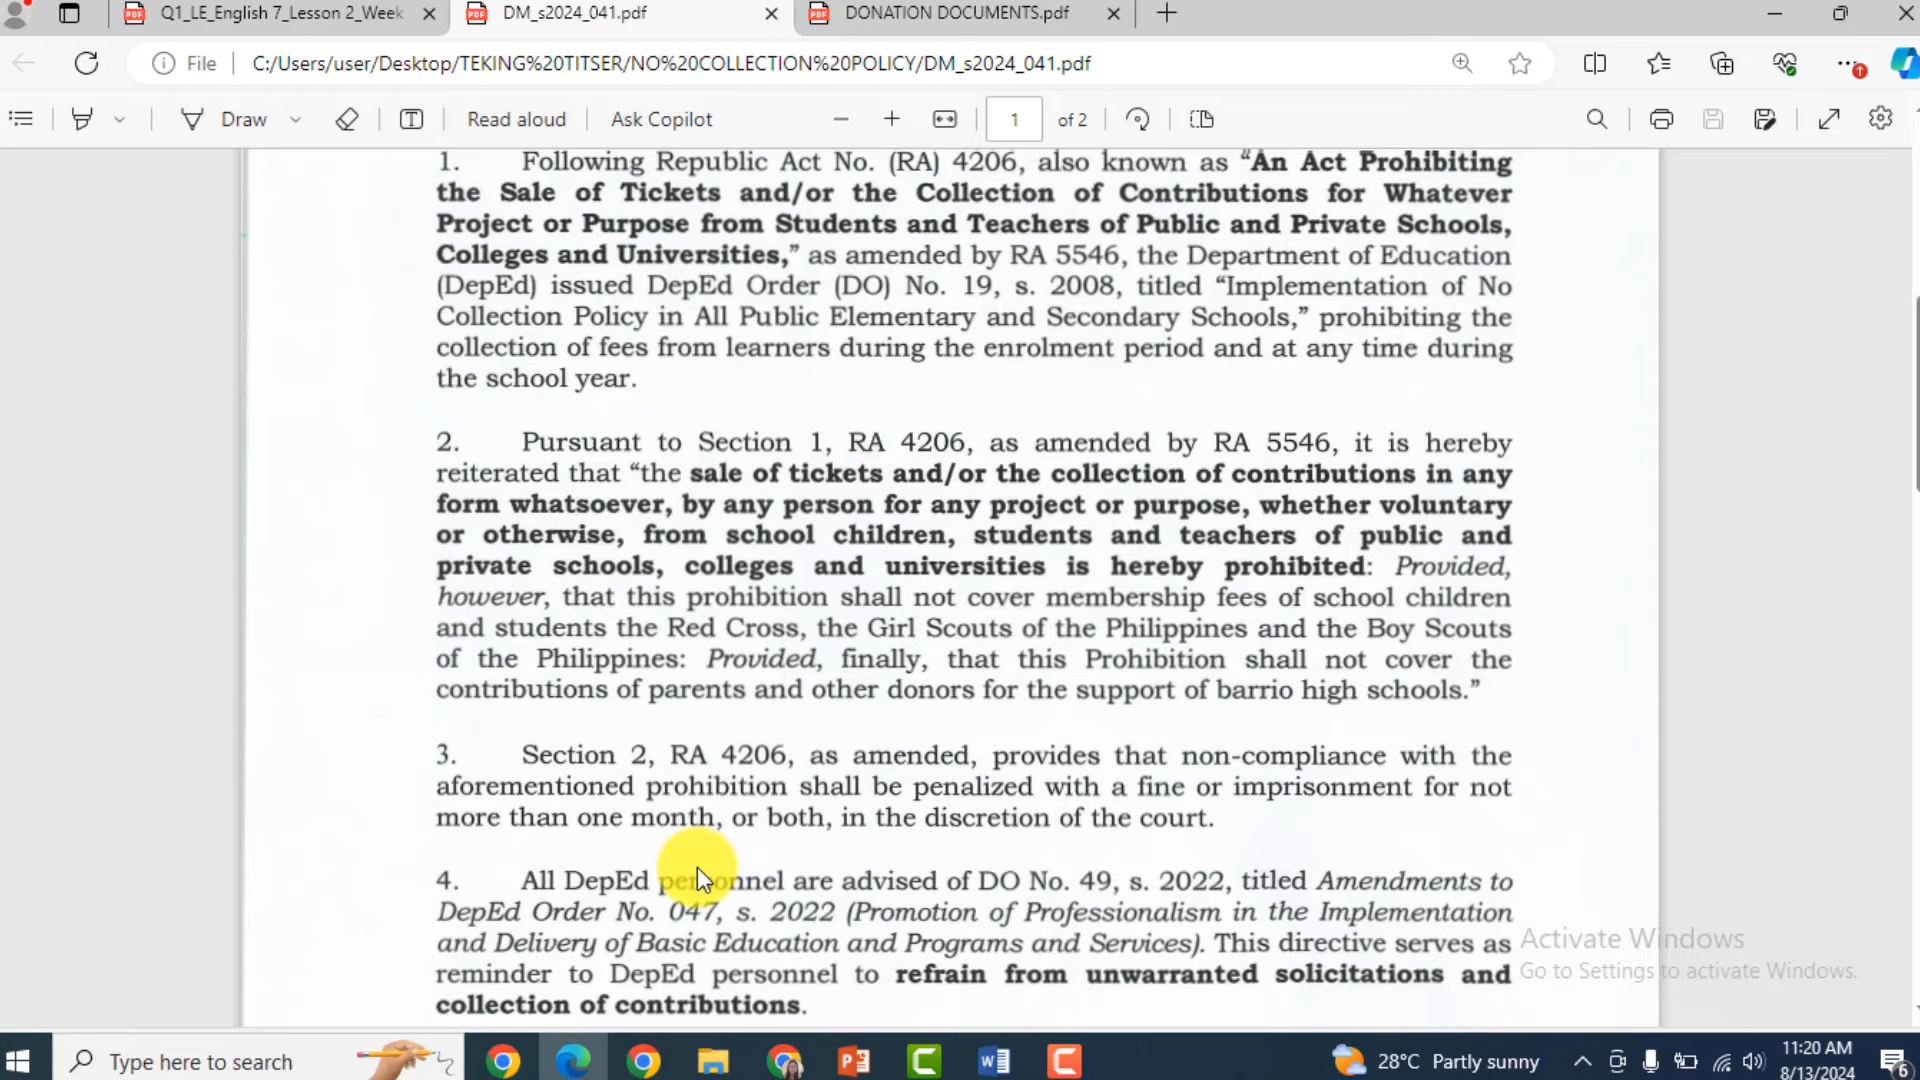 Q1_LE_English 7_Lesson 2_Week
DM_s2024_041.pdf
DONATION DOCUMENTS.pdf
File
C:/Users/user/Desktop/TEKING%20TITSER/NO%20COLLECTION%20POLICY/DM_s2024_041.pdf
Draw
Read aloud
Ask Copilot
1
of 2
1. Following Republic Act No. (RA) 4206, also known as “An Act Prohibiting
the Sale of Tickets and/or the Collection of Contributions for Whatever
Project or Purpose from Students and Teachers of Public and Private Schools,
Colleges and Universities,” as amended by RA 5546, the Department of Education
(DepEd) issued DepEd Order (DO) No. 19, s. 2008, titled “Implementation of No
Collection Policy in All Public Elementary and Secondary Schools,” prohibiting the
collection of fees from learners during the enrolment period and at any time during
the school year.
2. Pursuant to Section 1, RA 4206, as amended by RA 5546, it is hereby
reiterated that “the sale of tickets and/or the collection of contributions in any
form whatsoever, by any person for any project or purpose, whether voluntary
or otherwise, from school children, students and teachers of public and
private schools, colleges and universities is hereby prohibited: Provided,
however, that this prohibition shall not cover membership fees of school children
and students the Red Cross, the Girl Scouts of the Philippines and the Boy Scouts
of the Philippines: Provided, finally, that this Prohibition shall not cover the
contributions of parents and other donors for the support of barrio high schools.”
3. Section 2, RA 4206, as amended, provides that non-compliance with the
aforementioned prohibition shall be penalized with a fine or imprisonment for not
more than one month, or both, in the discretion of the court.
4. All DepEd personnel are advised of DO No. 49, s. 2022, titled Amendments to
DepEd Order No. 047, s. 2022 (Promotion of Professionalism in the Implementation
and Delivery of Basic Education and Programs and Services). This directive serves as
reminder to DepEd personnel to refrain from unwarranted solicitations and
collection of contributions.
Activate Windows
Go to Settings to activate Windows.
Type here to search
28°C Partly sunny
11:20 AM
8/13/2024
6